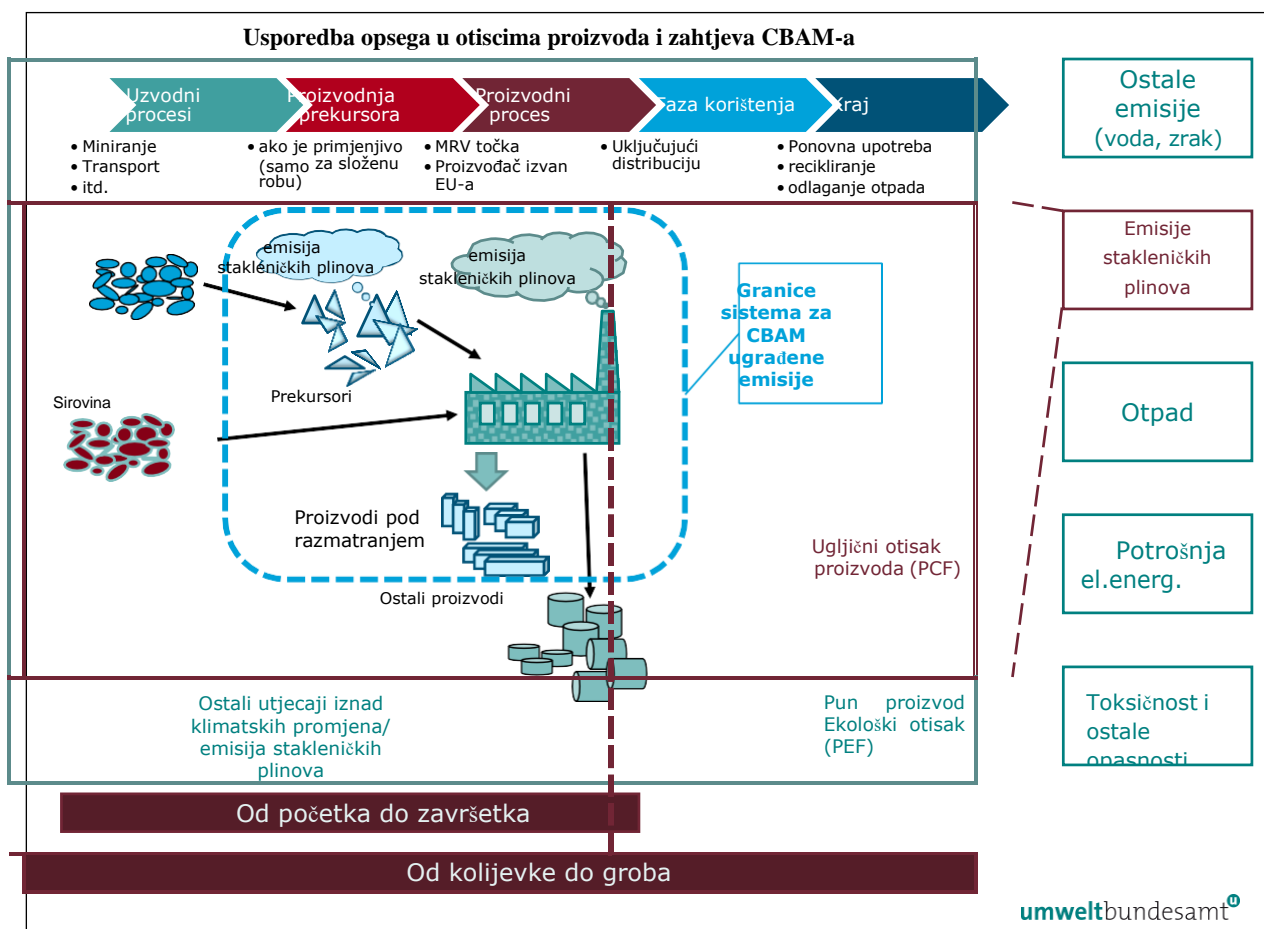 Usporedba opsega u otiscima proizvoda i zahtjeva CBAM-a
Uzvodni
procesi
Proizvodnja
prekursora
Proizvodni
proces
Faza korištenja
Kraj
• Miniranje
• Transport
• itd.
• ako je primjenjivo
(samo za složenu
robu)
• MRV točka
• Proizvođač izvan
EU-a
• Uključujući
distribuciju
• Ponovna upotreba
• recikliranje
• odlaganje otpada
Ostale
emisije
(voda, zrak)
Emisije
stakleničkih
plinova
Otpad
Potrošnja
el.energ.
Toksičnost i
ostale
opasnosti
emisija
stakleničkih plinova
emisija
stakleničkih plinova
Granice
sistema za
CBAM
ugrađene
emisije
Prekursori
Sirovina
Proizvodi pod
razmatranjem
Ostali proizvodi
Ugljični otisak
proizvoda (PCF)
Ostali utjecaji iznad
klimatskih promjena/
emisija stakleničkih
plinova
Pun proizvod
Ekološki otisak
(PEF)
Od početka do završetka
Od kolijevke do groba
umweltbundesamt u